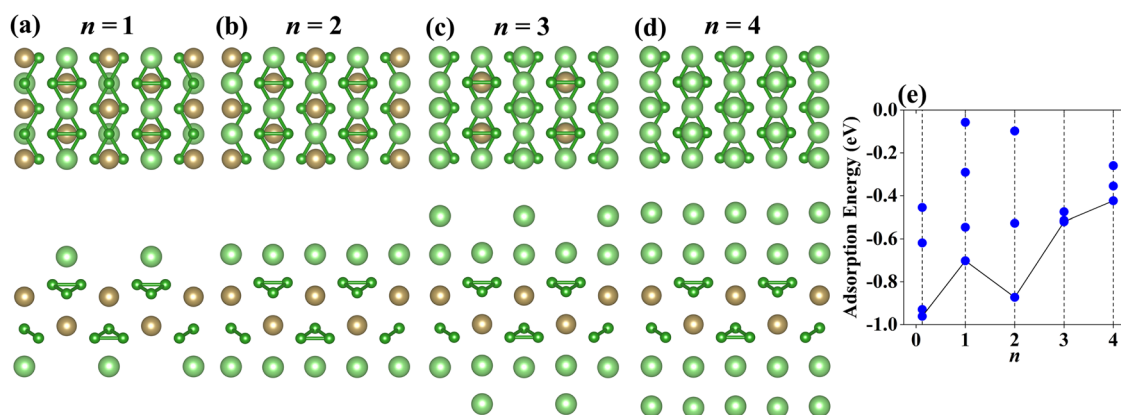 (a) n = 1
(b) n = 2
(c) n = 3
(d) n = 4
(e)
Adsorption Energy (eV)
0.0
-0.2
-0.4
-0.6
-0.8
-1.0
0 1 2 3 4
n